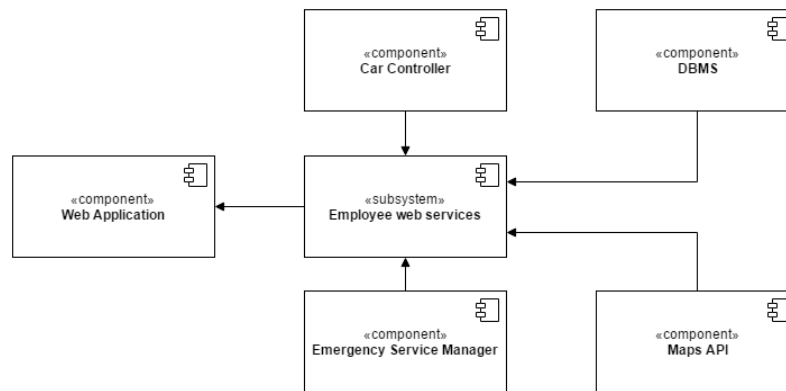 «component»
Car Controller
«component»
DBMS
«component»
Web Application
«subsystem»
Employee web services
«component»
Emergency Service Manager
«component»
Maps API